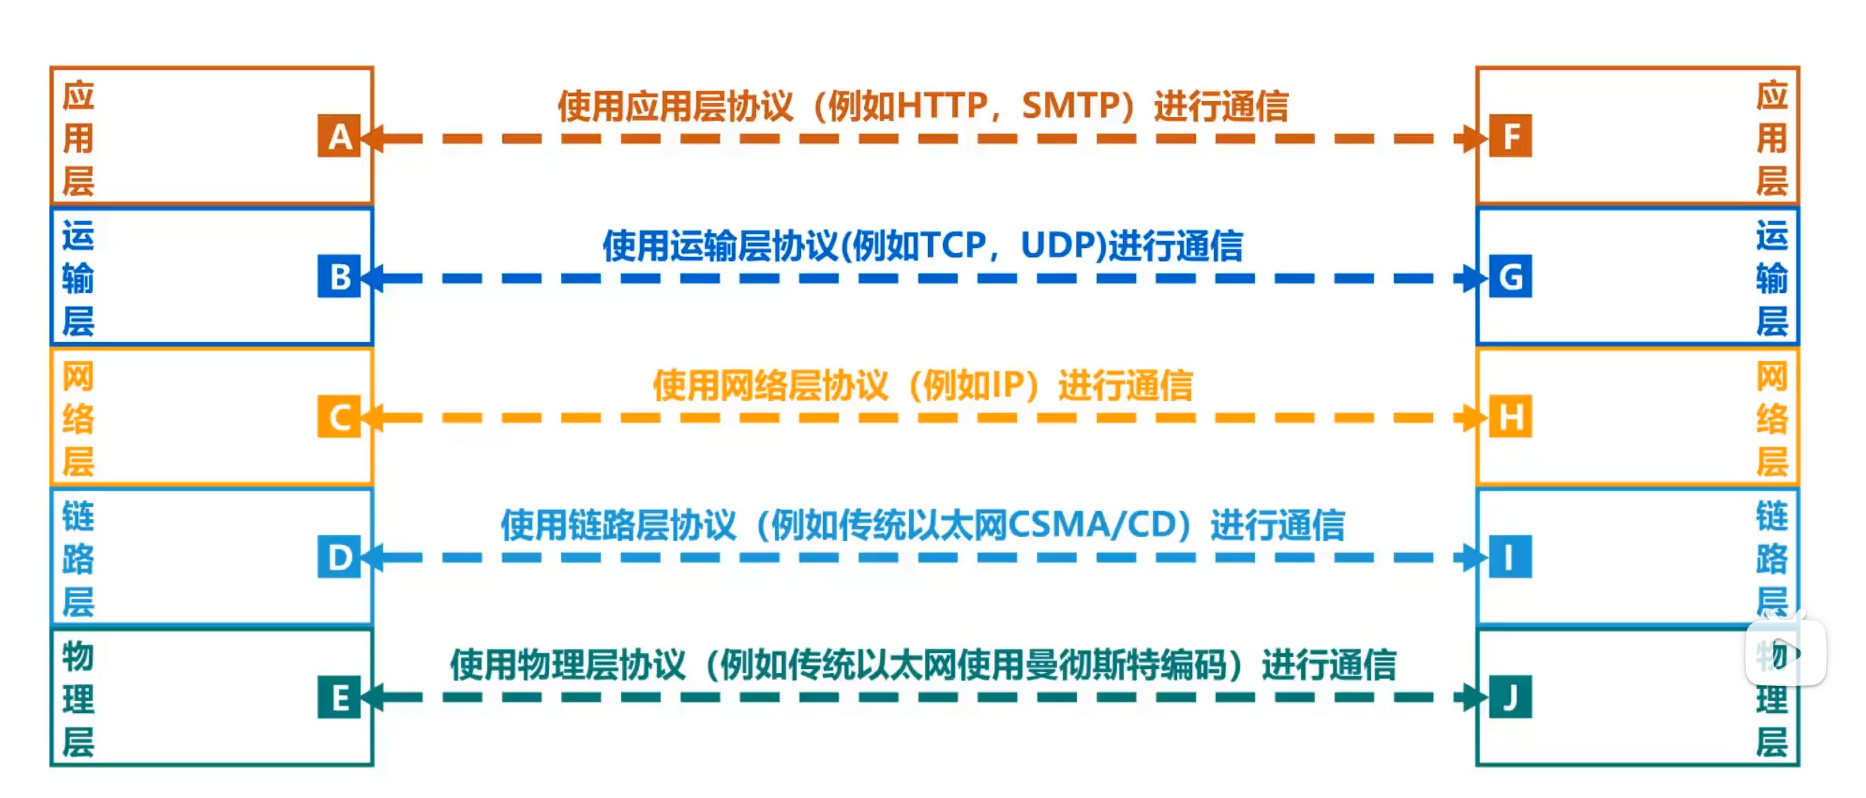 应用层
A
使用应用层协议（例如HTTP，SMTP）进行通信
F
应用层
运输层
B
使用运输层协议(例如TCP，UDP)进行通信
G
运输层
网络层
C
使用网络层协议（例如IP）进行通信
H
网络层
链路层
D
使用链路层协议（例如传统以太网CSMA/CD）进行通信
I
链路层
物理层
E
使用物理层协议（例如传统以太网使用曼彻斯特编码）进行通信
J
物理层